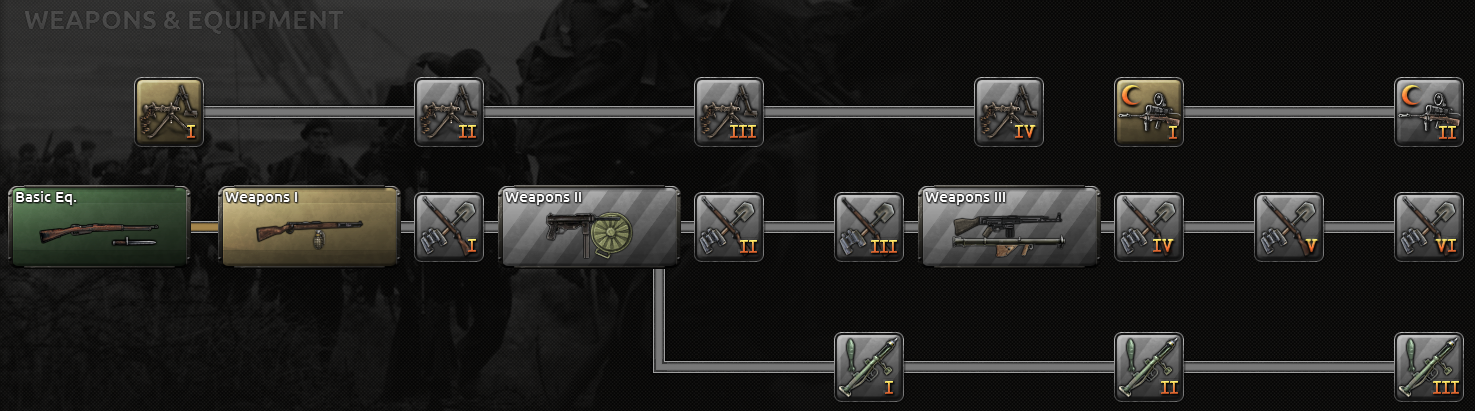 WEAPONS & EQUIPMENT
I
II
III
IV
I
II
Basic Eq.
Weapons I
I
Weapons II
II
III
Weapons III
IV
V
VI
I
II
III